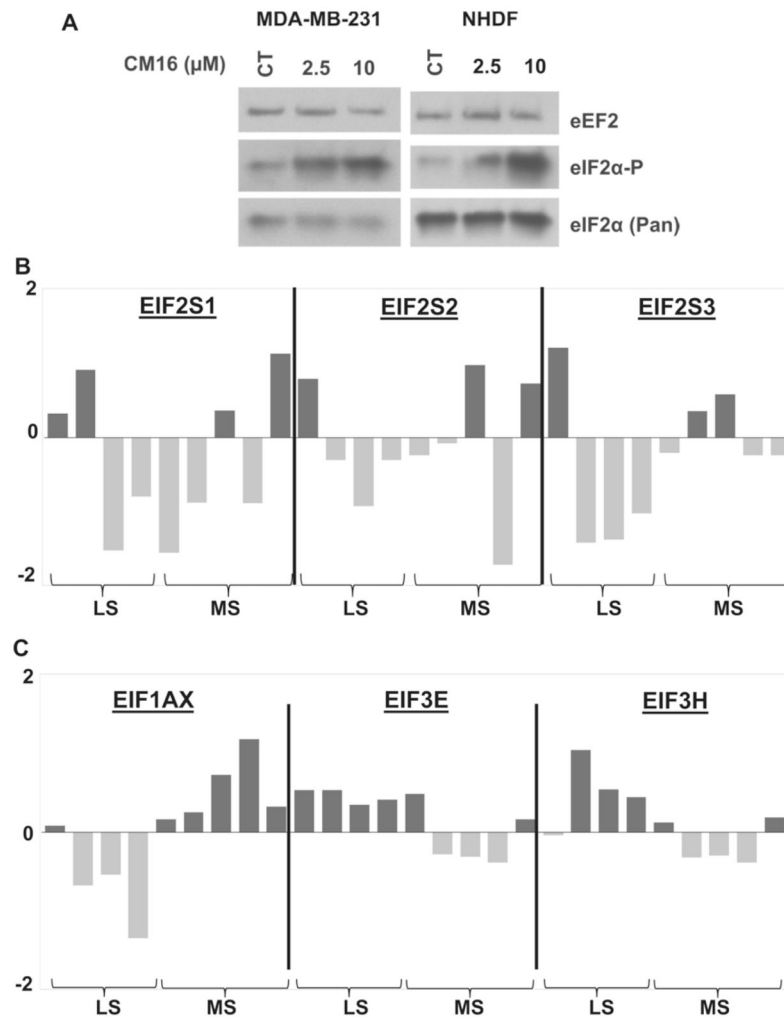 A
MDA-MB-231 NHDF
CM16 (µM) CT 2.5 10 CT 2.5 10
eEF2
eIF2α-P
eIF2α (Pan)
B
2
EIF2S1 EIF2S2 EIF2S3
0
-2
LS MS LS MS LS MS
C
2
EIF1AX EIF3E EIF3H
0
-2
LS MS LS MS LS MS